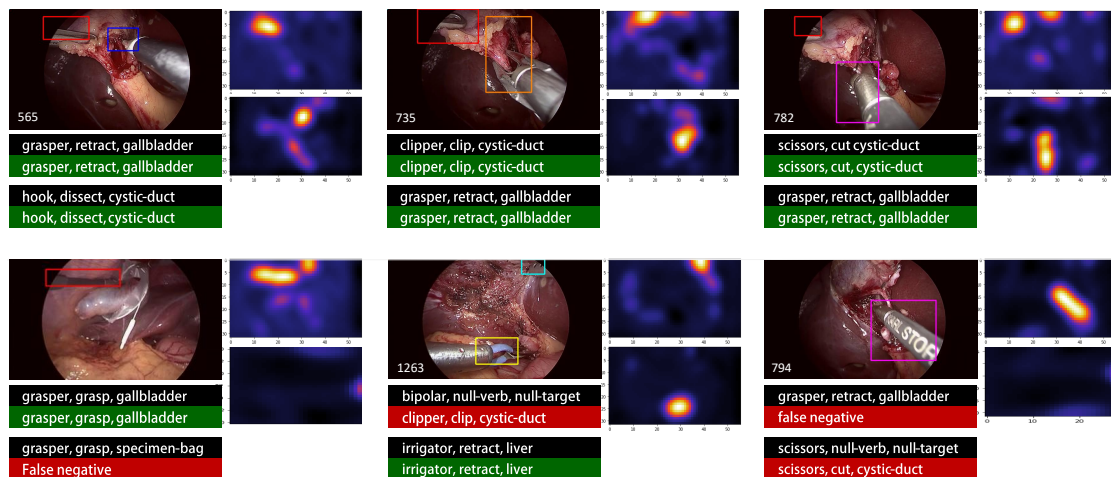 565
grasper, retract, gallbladder
grasper, retract, gallbladder
hook, dissect, cystic-duct
hook, dissect, cystic-duct
735
clipper, clip, cystic-duct
clipper, clip, cystic-duct
grasper, retract, gallbladder
grasper, retract, gallbladder
782
scissors, cut cystic-duct
scissors, cut, cystic-duct
grasper, retract, gallbladder
grasper, retract, gallbladder
grasper, grasp, gallbladder
grasper, grasp, gallbladder
grasper, grasp, specimen-bag
False negative
1263
bipolar, null-verb, null-target
clipper, clip, cystic-duct
irrigator, retract, liver
irrigator, retract, liver
STOR
794
grasper, retract, gallbladder
false negative
scissors, null-verb, null-target
scissors, cut, cystic-duct
0 10 20